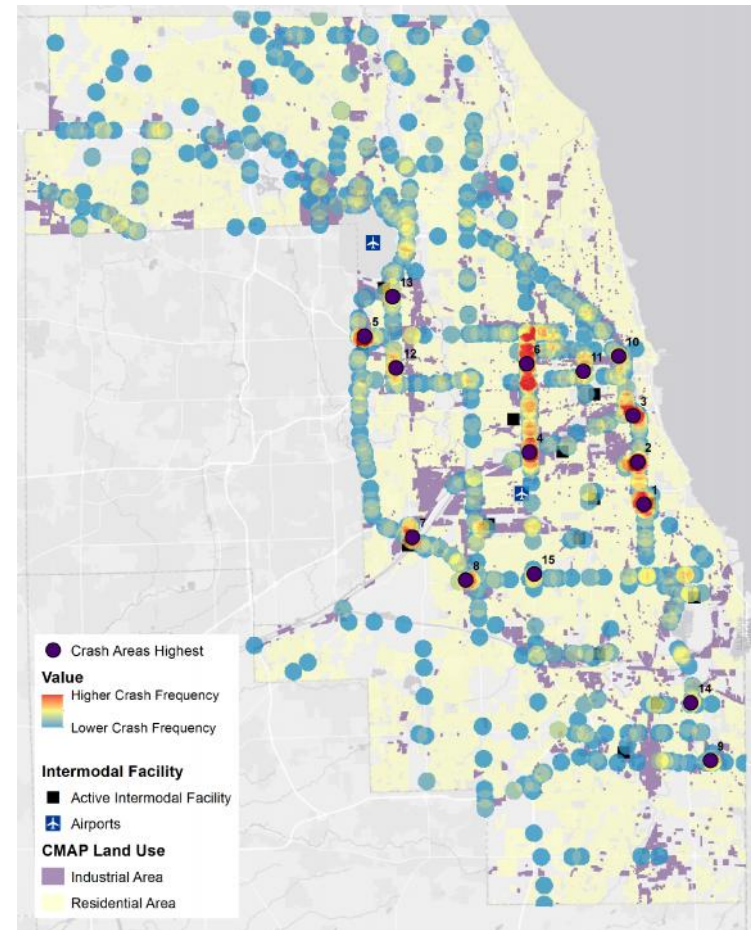 13
5
12
6
11
10
3
4
2
1
7
8
15
14
9
Crash Areas Highest
Value
Higher Crash Frequency
Lower Crash Frequency
Intermodal Facility
Active Intermodal Facility
Airports
CMAP Land Use
Industrial Area
Residential Area